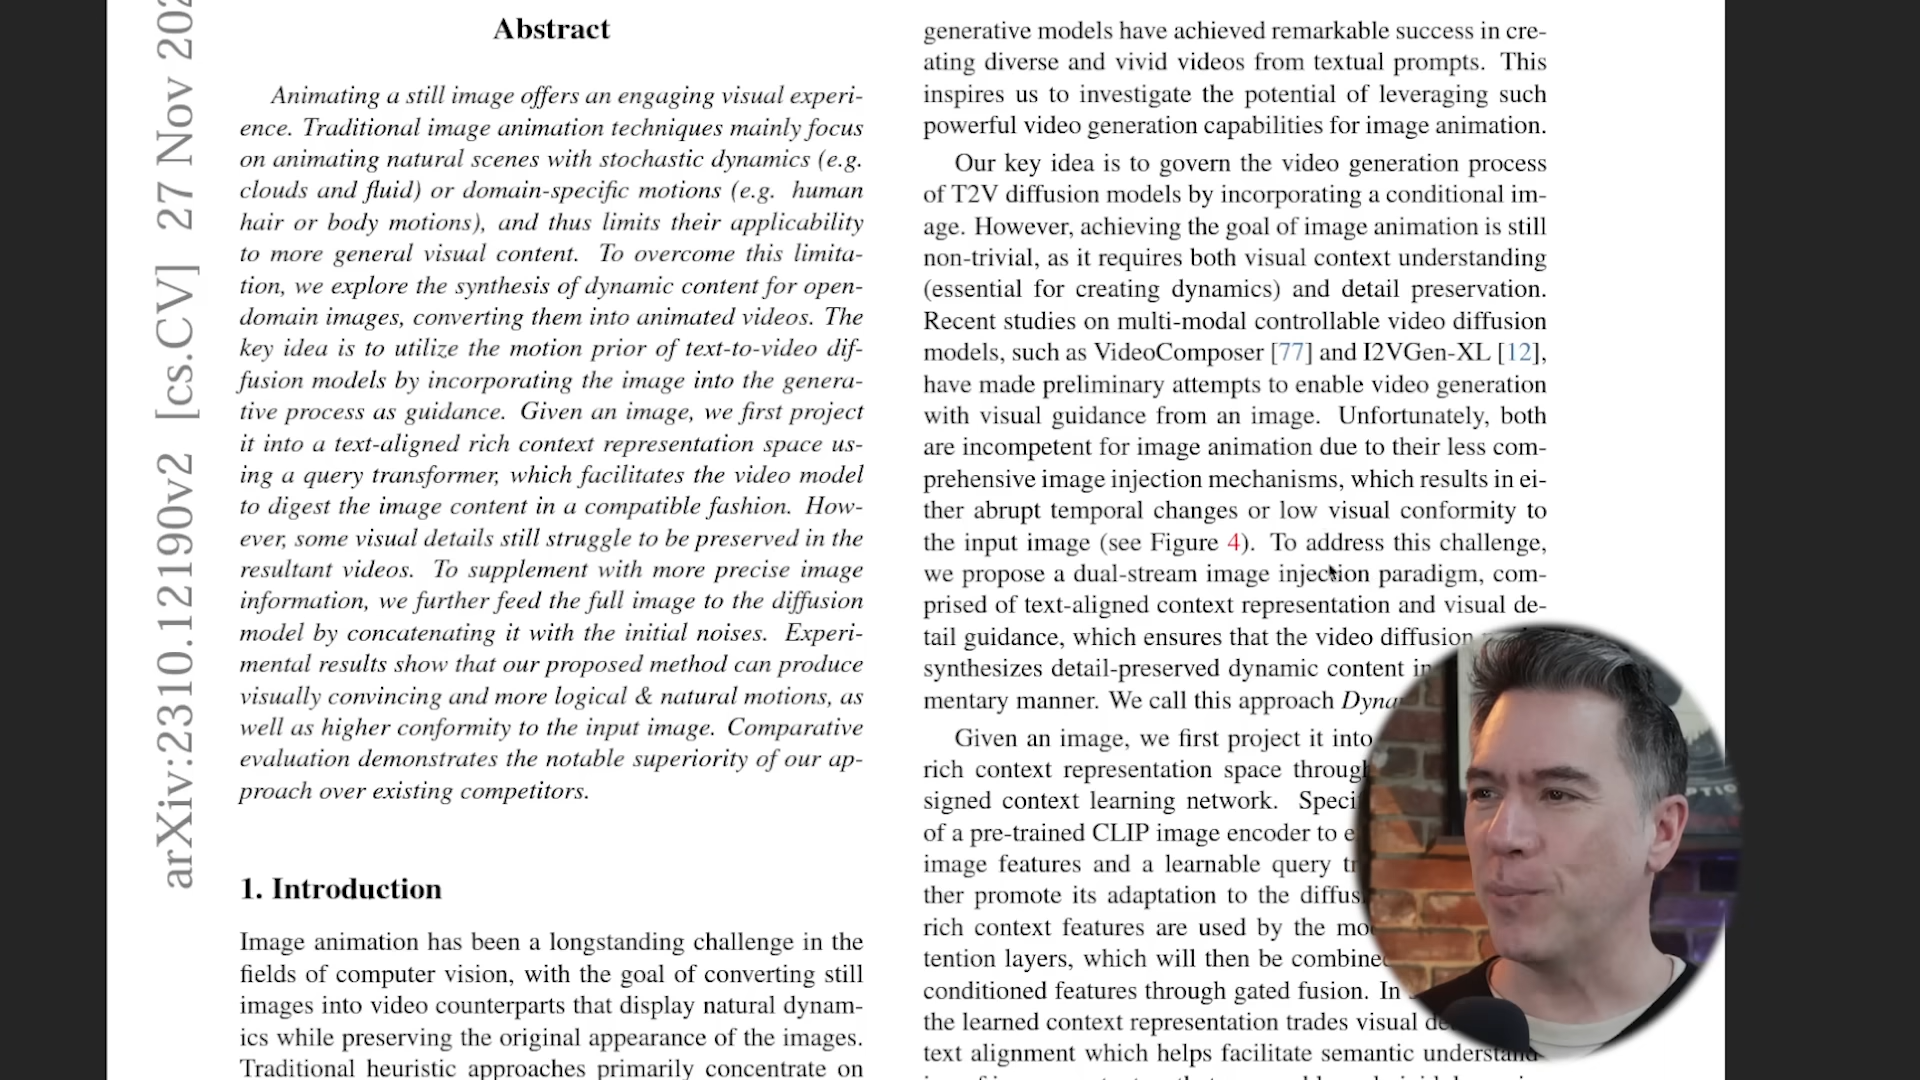 arXiv:2310.12190v2 [cs.CV] 27 Nov 202
Abstract
Animating a still image offers an engaging visual experi-
ence. Traditional image animation techniques mainly focus
on animating natural scenes with stochastic dynamics (e.g.
clouds and fluid) or domain-specific motions (e.g. human
hair or body motions), and thus limits their applicability
to more general visual content. To overcome this limita-
tion, we explore the synthesis of dynamic content for open-
domain images, converting them into animated videos. The
key idea is to utilize the motion prior of text-to-video dif-
fusion models by incorporating the image into the genera-
tive process as guidance. Given an image, we first project
it into a text-aligned rich context representation space us-
ing a query transformer, which facilitates the video model
to digest the image content in a compatible fashion. How-
ever, some visual details still struggle to be preserved in the
resultant videos. To supplement with more precise image
information, we further feed the full image to the diffusion
model by concatenating it with the initial noises. Experi-
mental results show that our proposed method can produce
visually convincing and more logical & natural motions, as
well as higher conformity to the input image. Comparative
evaluation demonstrates the notable superiority of our ap-
proach over existing competitors.
1. Introduction
Image animation has been a longstanding challenge in the
fields of computer vision, with the goal of converting still
images into video counterparts that display natural dynam-
ics while preserving the original appearance of the images.
Traditional heuristic approaches primarily concentrate on
generative models have achieved remarkable success in cre-
ating diverse and vivid videos from textual prompts. This
inspires us to investigate the potential of leveraging such
powerful video generation capabilities for image animation.
Our key idea is to govern the video generation process
of T2V diffusion models by incorporating a conditional im-
age. However, achieving the goal of image animation is still
non-trivial, as it requires both visual context understanding
(essential for creating dynamics) and detail preservation.
Recent studies on multi-modal controllable video diffusion
models, such as VideoComposer [77] and I2VGen-XL [12],
have made preliminary attempts to enable video generation
with visual guidance from an image. Unfortunately, both
are incompetent for image animation due to their less com-
prehensive image injection mechanisms, which results in ei-
ther abrupt temporal changes or low visual conformity to
the input image (see Figure 4). To address this challenge,
we propose a dual-stream image injection paradigm, com-
prised of text-aligned context representation and visual de-
tail guidance, which ensures that the video diffusion
synthesizes detail-preserved dynamic content in
mentary manner. We call this approach Dyna
Given an image, we first project it into
rich context representation space through
signed context learning network. Speci
of a pre-trained CLIP image encoder to e
image features and a learnable query tr
ther promote its adaptation to the diffus
rich context features are used by the mo
tention layers, which will then be combined
conditioned features through gated fusion. In
the learned context representation trades visual de
text alignment which helps facilitate semantic understand-